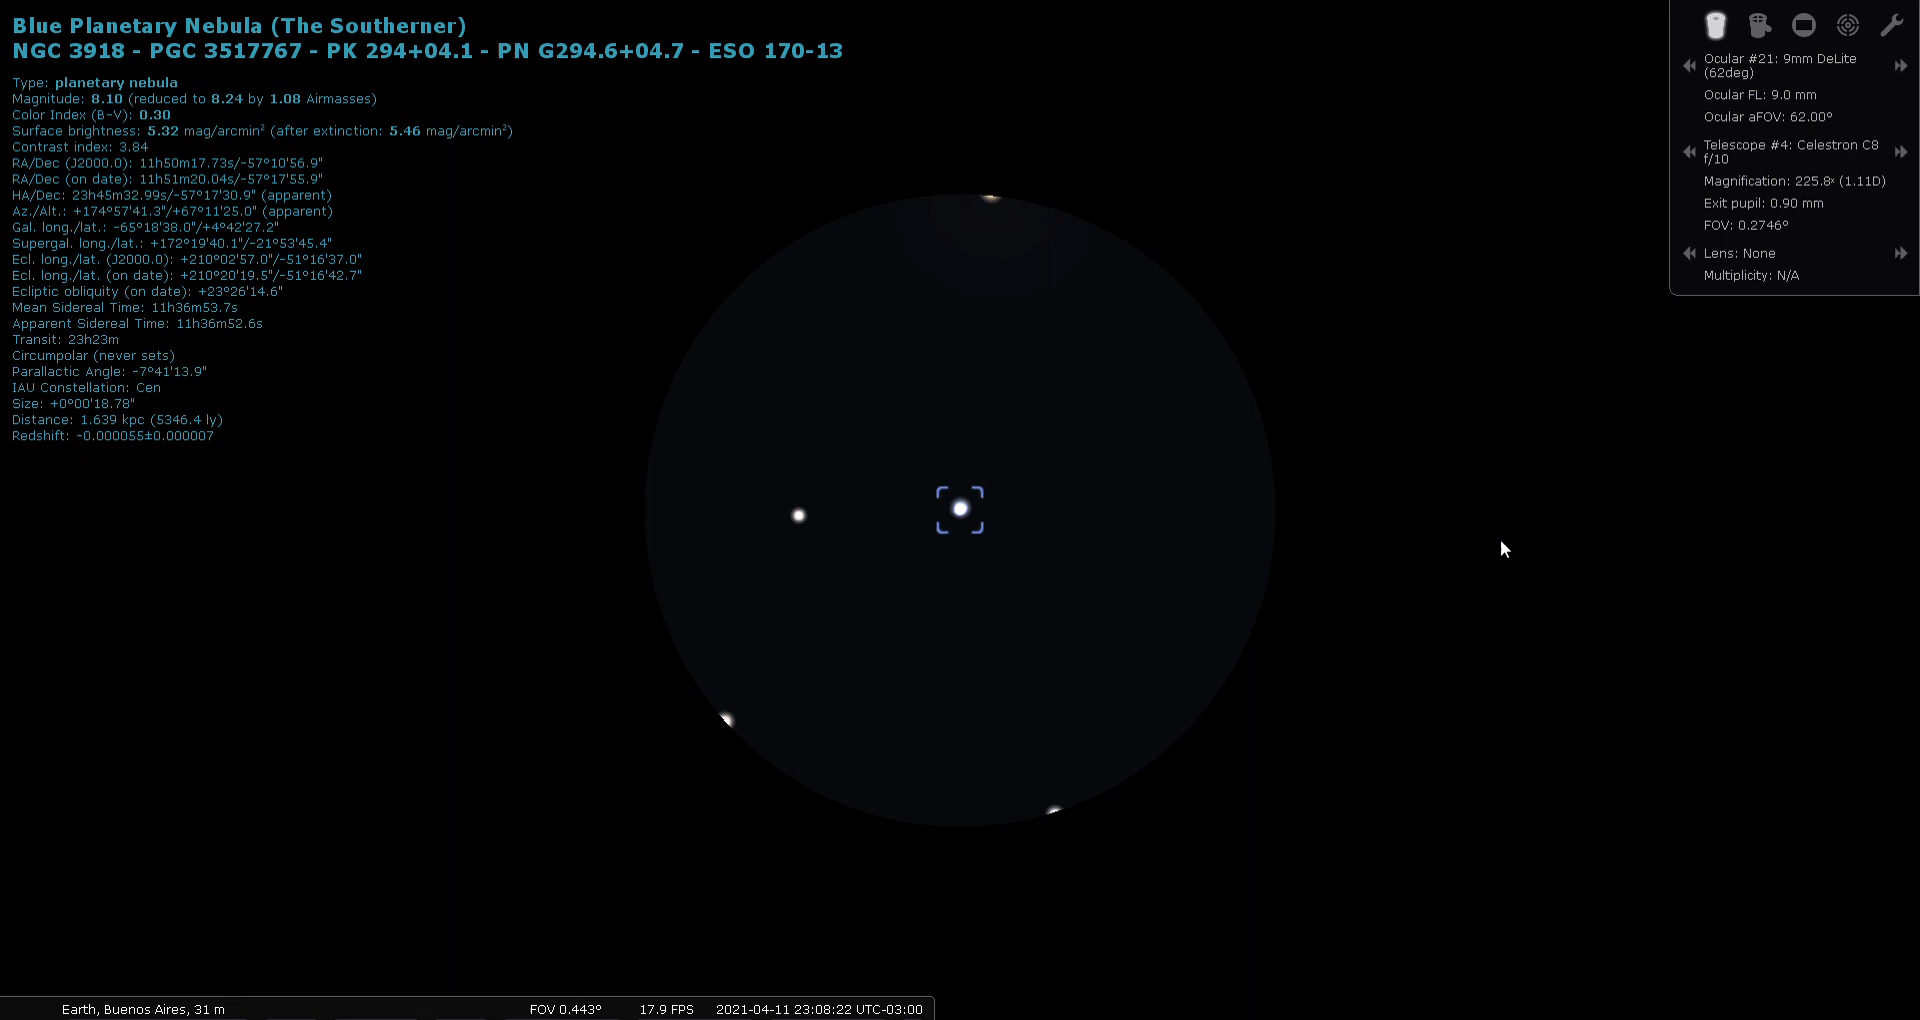 Blue Planetary Nebula (The Southerner)
NGC 3918 - PGC 3517767 - PK 294+04.1 - PN G294.6+04.7 - ESO 170-13
Type: planetary nebula
Magnitude: 8.10 (reduced to 8.24 by 1.08 Airmasses)
Color Index (B-V): 0.30
Surface brightness: 5.32 mag/arcmin² (after extinction: 5.46 mag/arcmin²)
Contrast index: 3.84
RA/Dec (J2000.0): 11h50m17.73s/-57°10'56.9"
RA/Dec (on date): 11h51m20.04s/-57°17'55.9"
HA/Dec: 23h45m32.99s/-57°17'30.9" (apparent)
Az./Alt.: +174°57'41.3"/+67°11'25.0" (apparent)
Gal. long./lat.: -65°18'38.0"/+4°42'27.2"
Supergal. long./lat.: +172°19'40.1"/-21°53'45.4"
Ecl. long./lat. (J2000.0): +210°02'57.0"/-51°16'37.0"
Ecl. long./lat. (on date): +210°20'19.5"/-51°16'42.7"
Ecliptic obliquity (on date): +23°26'14.6"
Mean Sidereal Time: 11h36m53.7s
Apparent Sidereal Time: 11h36m52.6s
Transit: 23h23m
Circumpolar (never sets)
Parallactic Angle: -7°41'13.9"
IAU Constellation: Cen
Size: +0°00'18.78"
Distance: 1.639 kpc (5346.4 ly)
Redshift: -0.000055±0.000007
Ocular #21: 9mm DeLite
(62deg)
Ocular FL: 9.0 mm
Ocular aFOV: 62.00°
Telescope #4: Celestron C8
f/10
Magnification: 225.8ˣ (1.11D)
Exit pupil: 0.90 mm
FOV: 0.2746°
Lens: None
Multiplicity: N/A
Earth, Buenos Aires, 31 m FOV 0.443° 17.9 FPS 2021-04-11 23:08:22 UTC-03:00